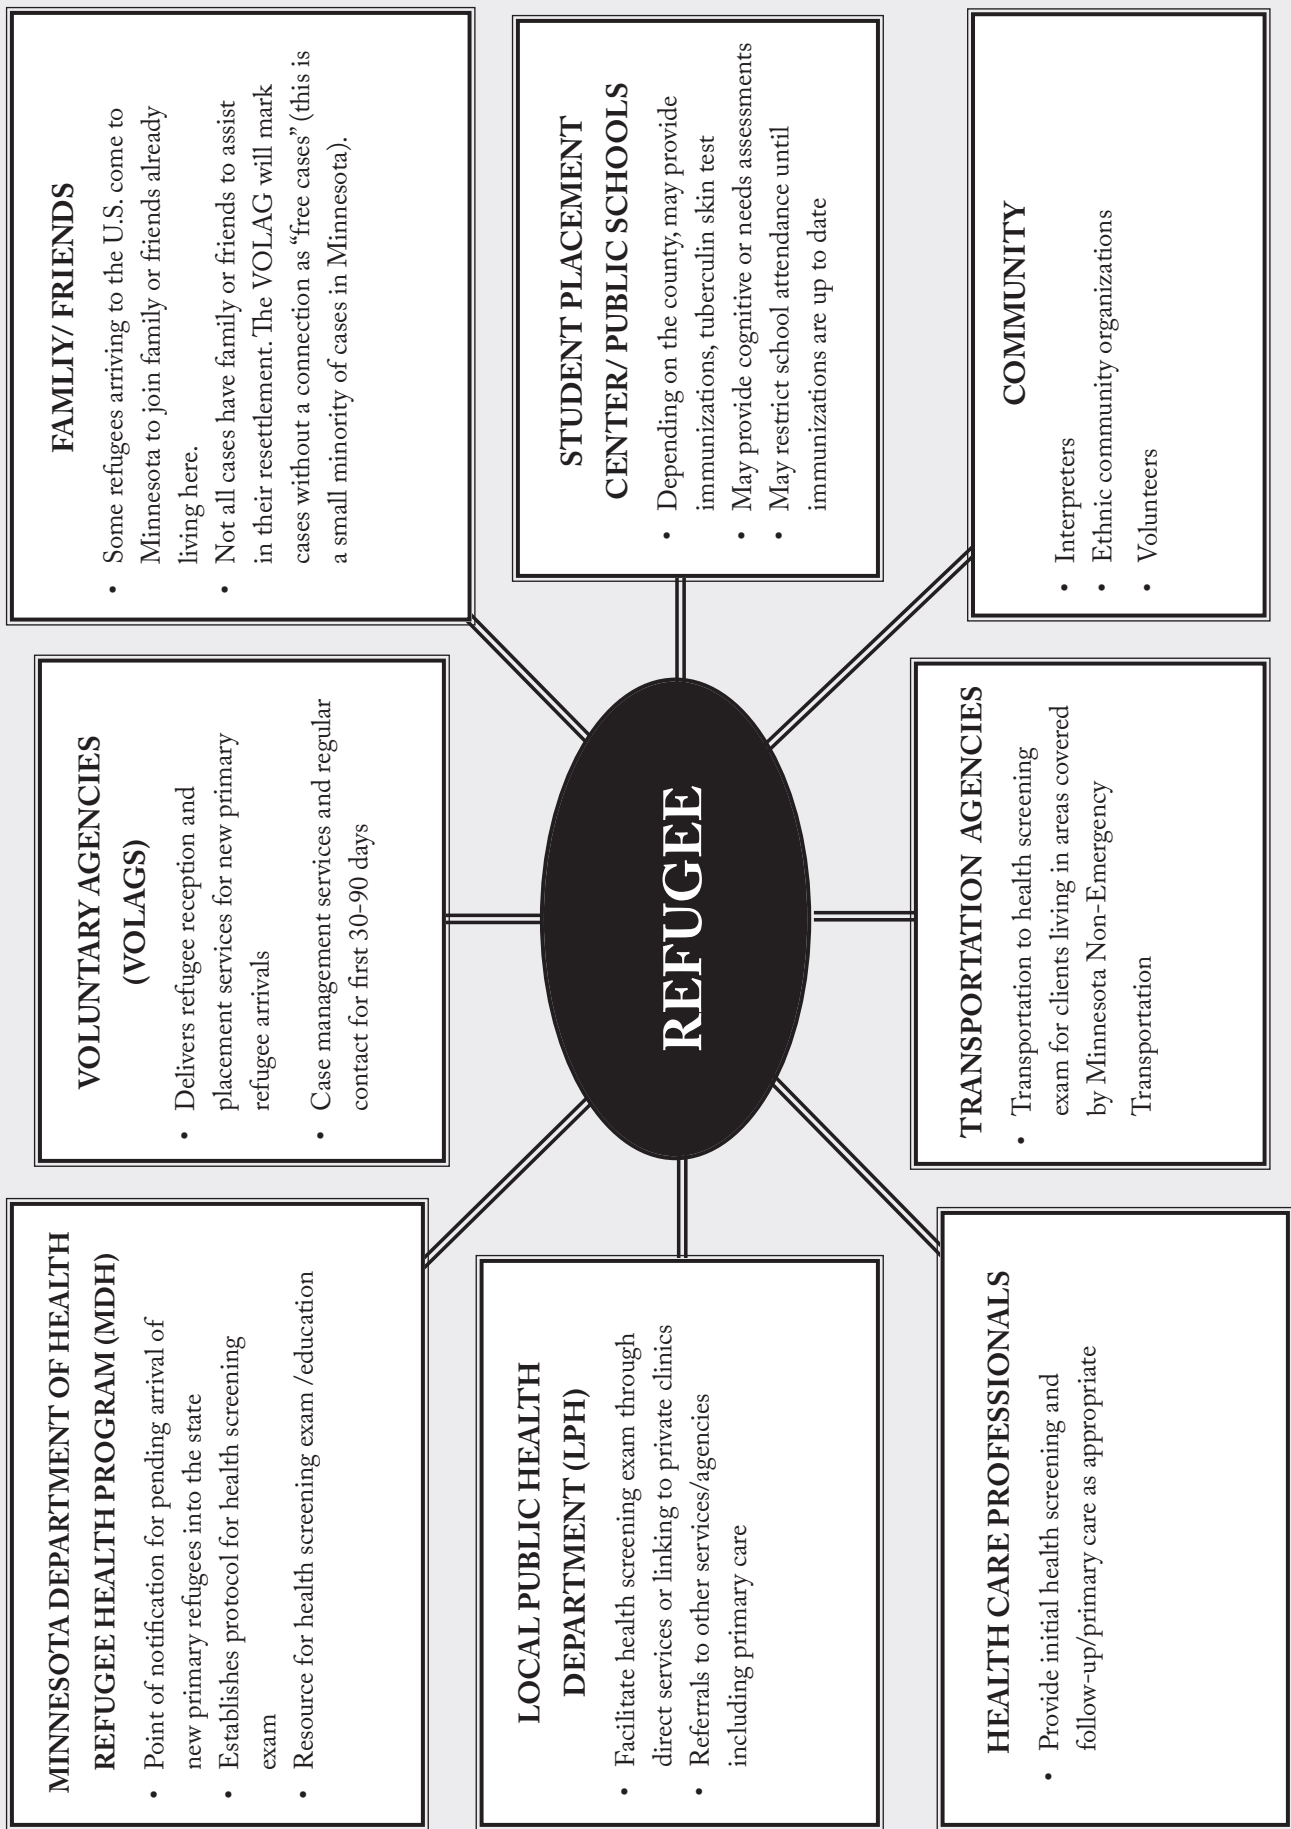 MINNESOTA DEPARTMENT OF HEALTH
REFUGEE HEALTH PROGRAM (MDH)
• Point of notification for pending arrival of
new primary refugees into the state
• Establishes protocol for health screening
exam
• Resource for health screening exam /education
VOLUNTARY AGENCIES
(VOLAGS)
• Delivers refugee reception and
placement services for new primary
refugee arrivals
• Case management services and regular
contact for first 30-90 days
FAMLIY/ FRIENDS
• Some refugees arriving to the U.S. come to
Minnesota to join family or friends already
living here.
• Not all cases have family or friends to assist
in their resettlement. The VOLAG will mark
cases without a connection as “free cases” (this is
a small minority of cases in Minnesota).
LOCAL PUBLIC HEALTH
DEPARTMENT (LPH)
• Facilitate health screening exam through
direct services or linking to private clinics
• Referrals to other services/agencies
including primary care
REFUGEE
STUDENT PLACEMENT
CENTER/ PUBLIC SCHOOLS
• Depending on the county, may provide
immunizations, tuberculin skin test
• May provide cognitive or needs assessments
• May restrict school attendance until
immunizations are up to date
HEALTH CARE PROFESSIONALS
• Provide initial health screening and
follow-up/primary care as appropriate
TRANSPORTATION AGENCIES
• Transportation to health screening
exam for clients living in areas covered
by Minnesota Non-Emergency
Transportation
COMMUNITY
• Interpreters
• Ethnic community organizations
• Volunteers